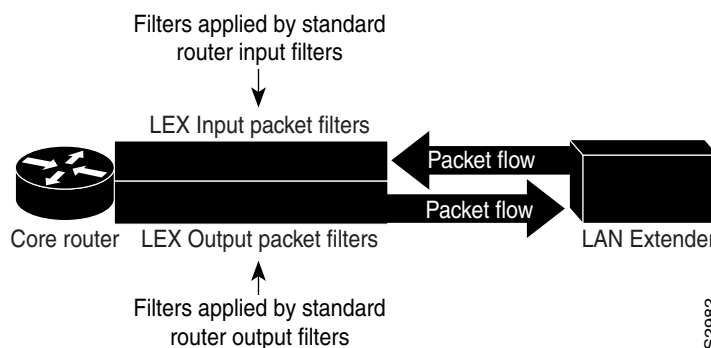 Filters applied by standard
router input filters
LEX Input packet filters
Packet flow
Packet flow
Core router
LEX Output packet filters
LAN Extender
Filters applied by standard
router output filters
S3983